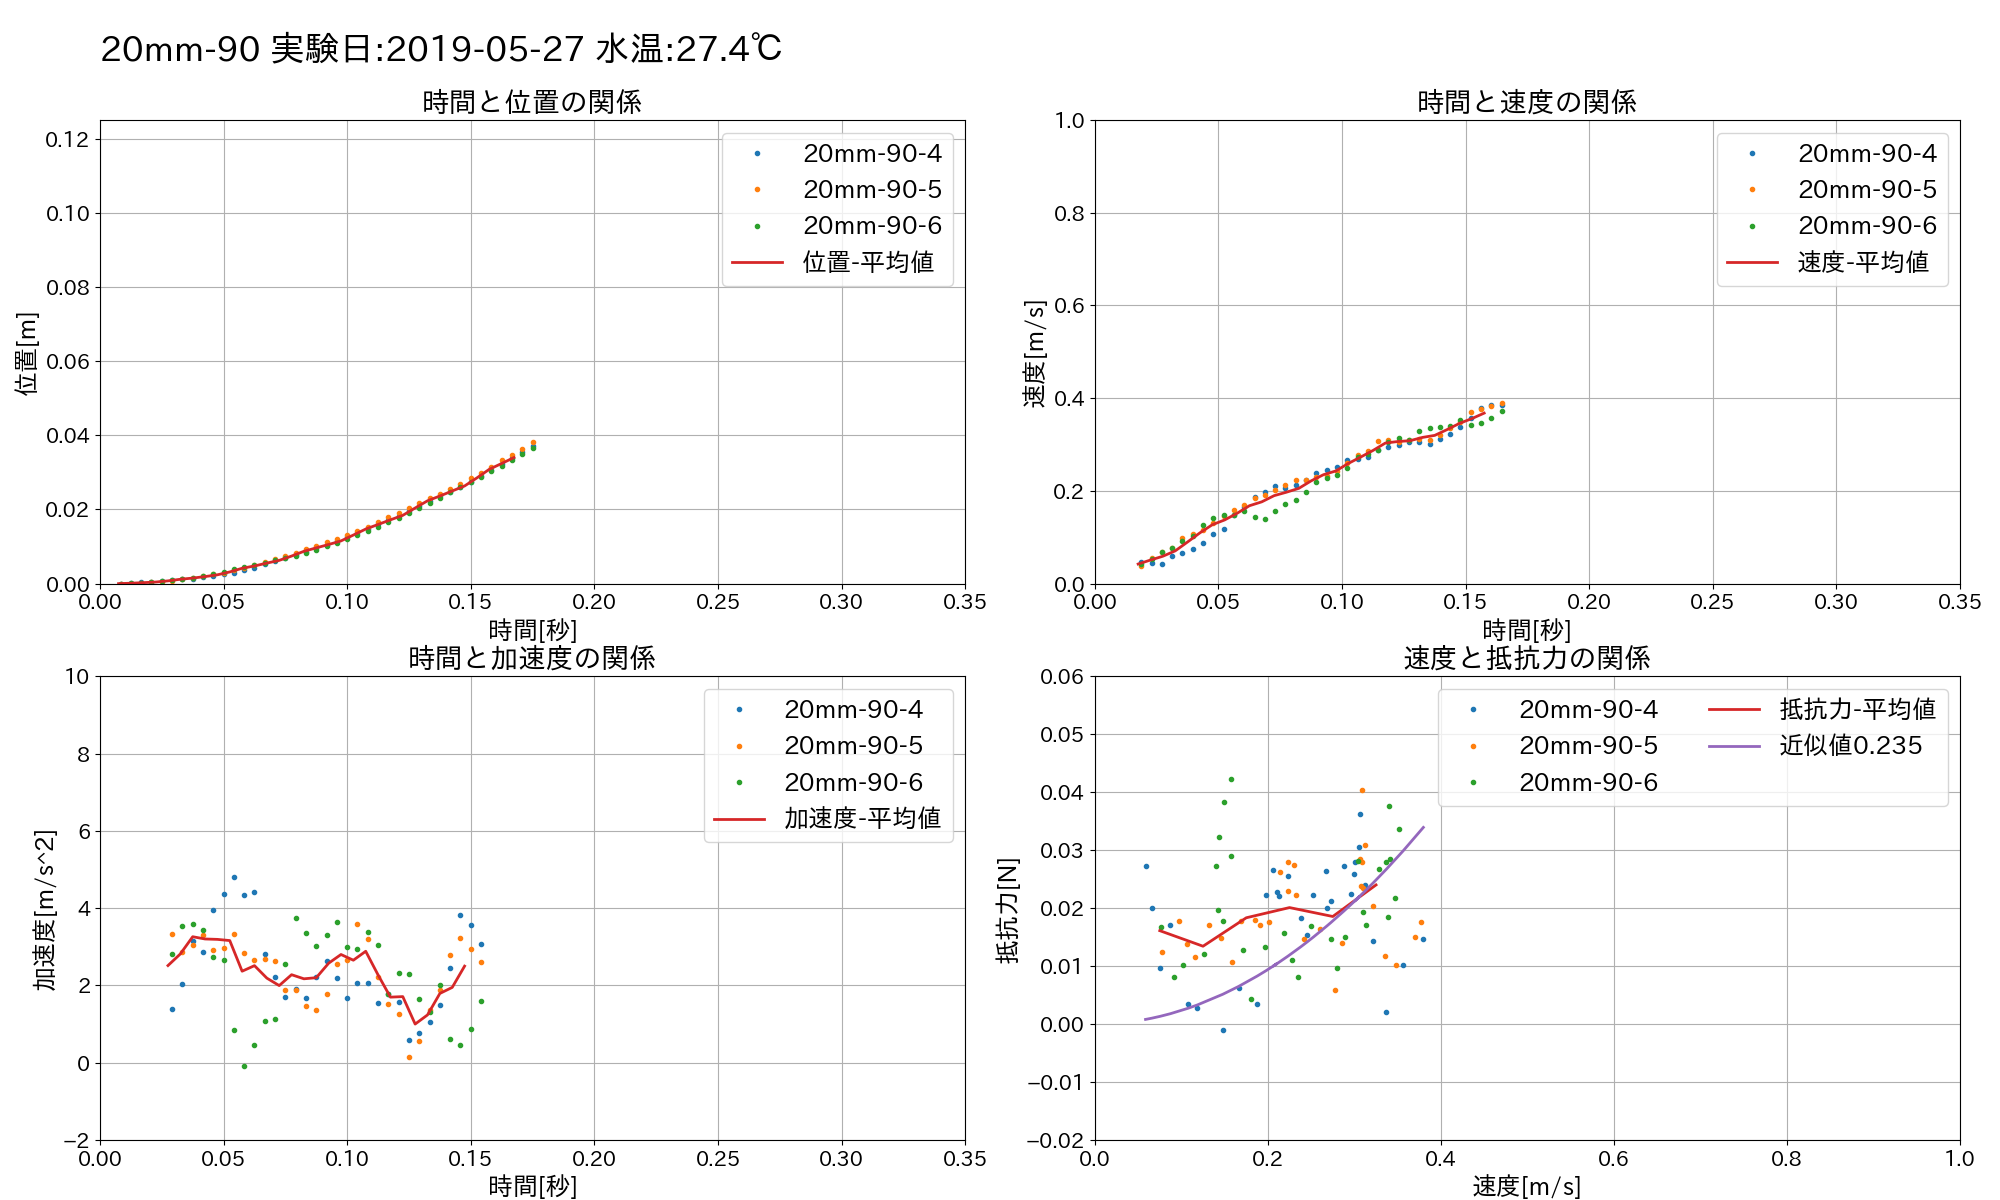 20mm-90 実験日:2019-05-27 水温:27.4℃
時間と位置の関係
0.12
0.10
0.08
0.06
0.04
0.02
0.00
位置[m]
20mm-90-4
20mm-90-5
20mm-90-6
位置-平均値
0.00 0.05 0.10 0.15 0.20 0.25 0.30 0.35
時間[秒]
時間と速度の関係
1.0
0.8
0.6
0.4
0.2
0.0
速度[m/s]
20mm-90-4
20mm-90-5
20mm-90-6
速度-平均値
0.00 0.05 0.10 0.15 0.20 0.25 0.30 0.35
時間[秒]
時間と加速度の関係
10
8
6
4
2
0
−2
加速度[m/s^2]
20mm-90-4
20mm-90-5
20mm-90-6
加速度-平均値
0.00 0.05 0.10 0.15 0.20 0.25 0.30 0.35
時間[秒]
速度と抵抗力の関係
0.06
0.05
0.04
0.03
0.02
0.01
0.00
−0.01
−0.02
抵抗力[N]
20mm-90-4
20mm-90-5
20mm-90-6
抵抗力-平均値
近似値0.235
0.0 0.2 0.4 0.6 0.8 1.0
速度[m/s]